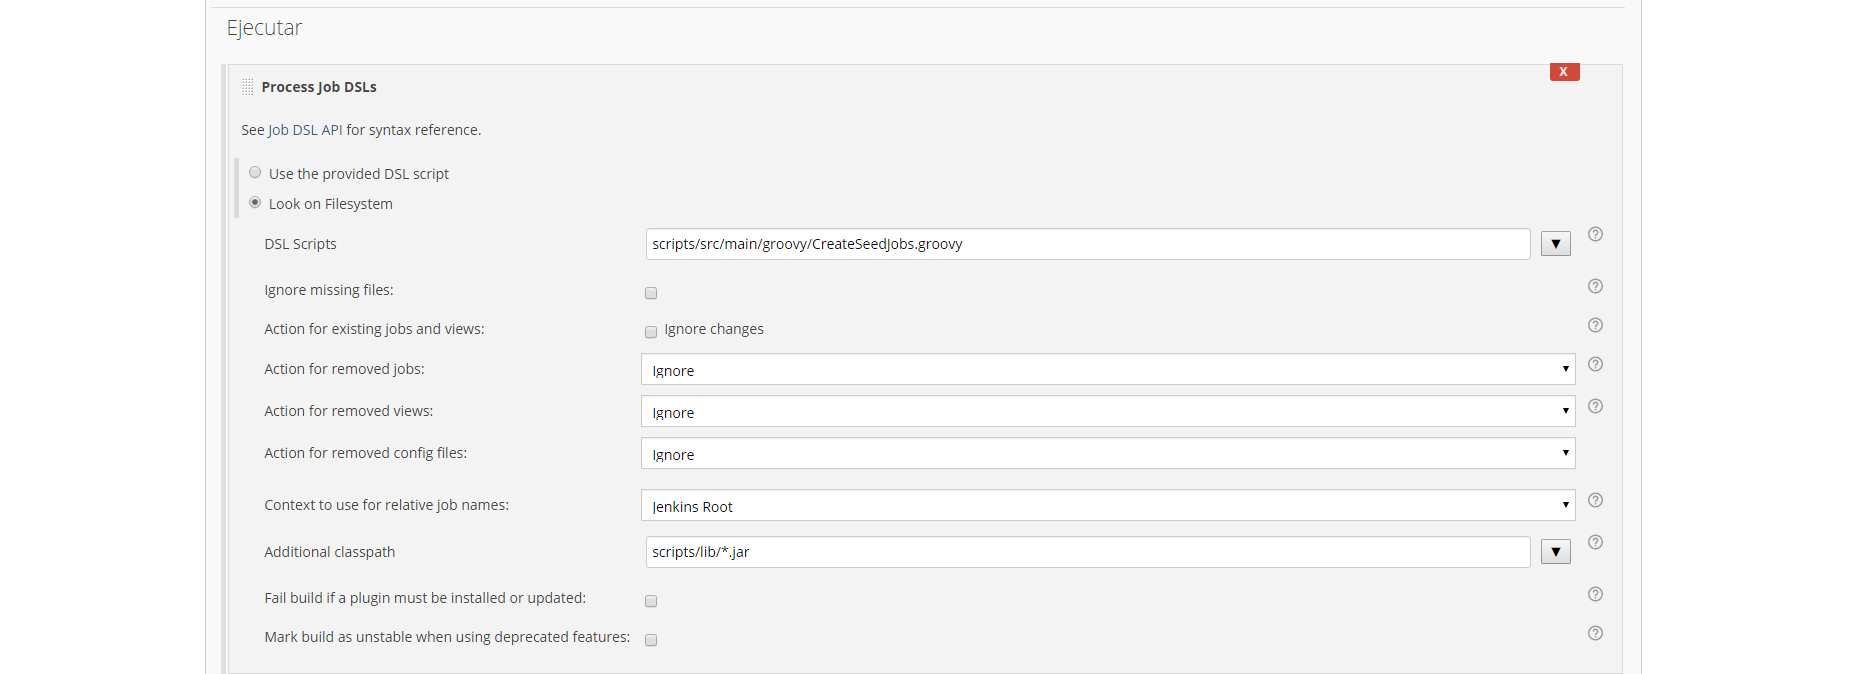 Ejecutar
X
Process Job DSLs
See Job DSL API for syntax reference.
Use the provided DSL script
Look on Filesystem
DSL Scripts scripts/src/main/groovy/CreateSeedJobs.groovy ▼ ?
Ignore missing files: ?
Action for existing jobs and views: Ignore changes ?
Action for removed jobs: Ignore ▼ ?
Action for removed views: Ignore ▼ ?
Action for removed config files: Ignore ▼
Context to use for relative job names: Jenkins Root ▼ ?
Additional classpath scripts/lib/*.jar ▼ ?
Fail build if a plugin must be installed or updated: ?
Mark build as unstable when using deprecated features: ?